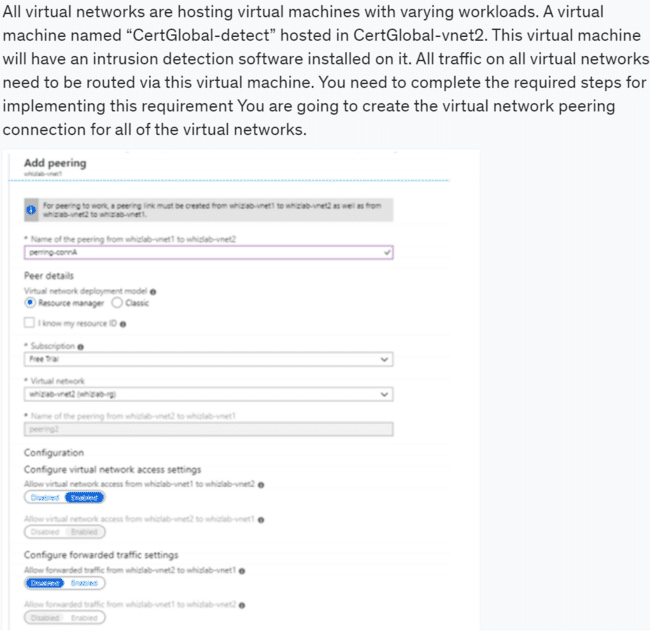 All virtual networks are hosting virtual machines with varying workloads. A virtual
machine named “CertGlobal-detect” hosted in CertGlobal-vnet2. This virtual machine
will have an intrusion detection software installed on it. All traffic on all virtual networks
need to be routed via this virtual machine. You need to complete the required steps for
implementing this requirement You are going to create the virtual network peering
connection for all of the virtual networks.
Add peering
whizlab-vnet1
For peering to work, a peering link must be created from whizlab-vnet1 to whizlab-vnet2 as well as from
whizlab-vnet2 to whizlab-vnet1.
* Name of the peering from whizlab-vnet1 to whizlab-vnet2
perring-connA
Peer details
Virtual network deployment model
Resource manager Classic
I know my resource ID
* Subscription
Free Trial
* Virtual network
whizlab-vnet2 (whizlab-rg)
* Name of the peering from whizlab-vnet2 to whizlab-vnet1
peering2
Configuration
Configure virtual network access settings
Allow virtual network access from whizlab-vnet1 to whizlab-vnet2
Disabled Enabled
Allow virtual network access from whizlab-vnet2 to whizlab-vnet1
Disabled Enabled
Configure forwarded traffic settings
Allow forwarded traffic from whizlab-vnet2 to whizlab-vnet1
Disabled Enabled
Allow forwarded traffic from whizlab-vnet1 to whizlab-vnet2
Disabled Enabled